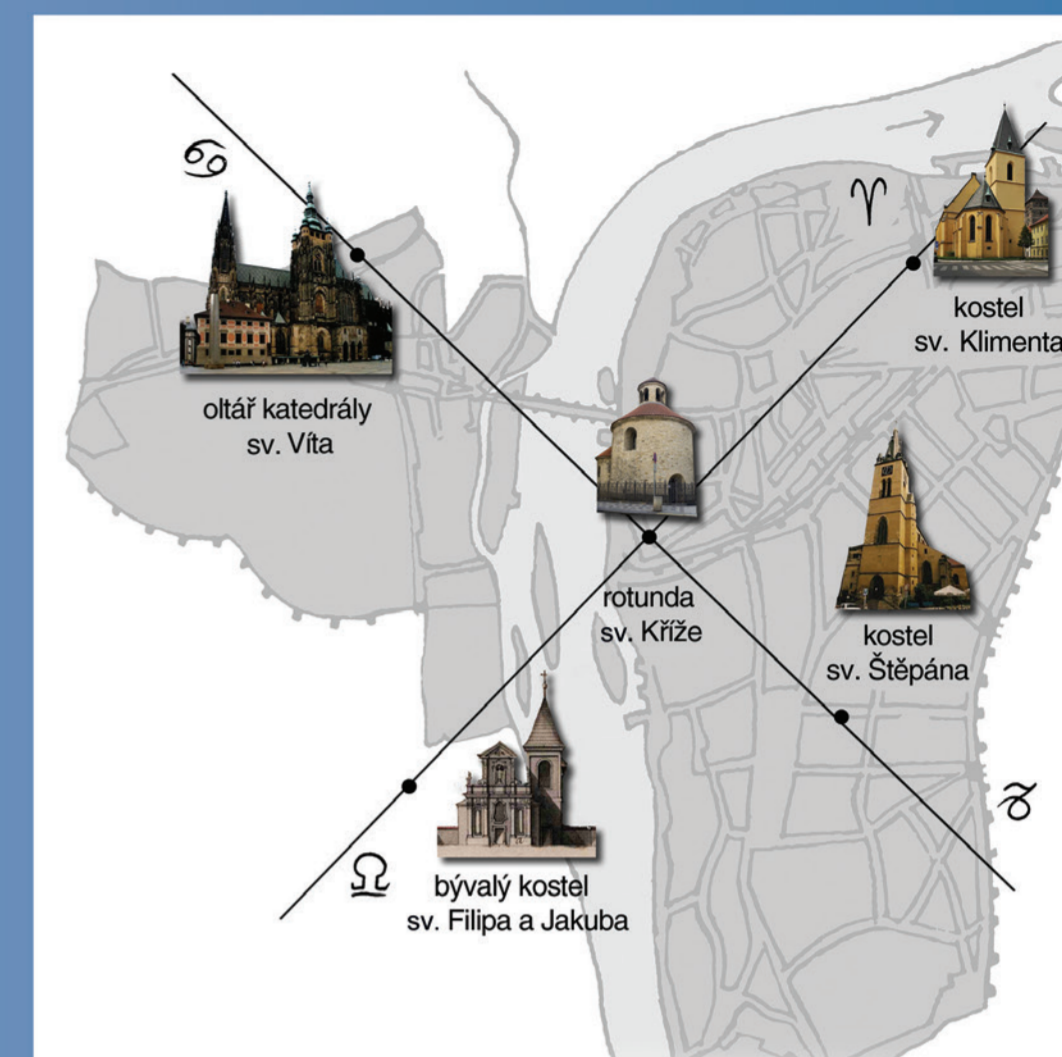 ♋
♈
kostel
sv. Klimenta
oltář katedrály
sv. Víta
rotunda
sv. Kříže
kostel
sv. Štěpána
♑
♎
bývalý kostel
sv. Filipa a Jakuba